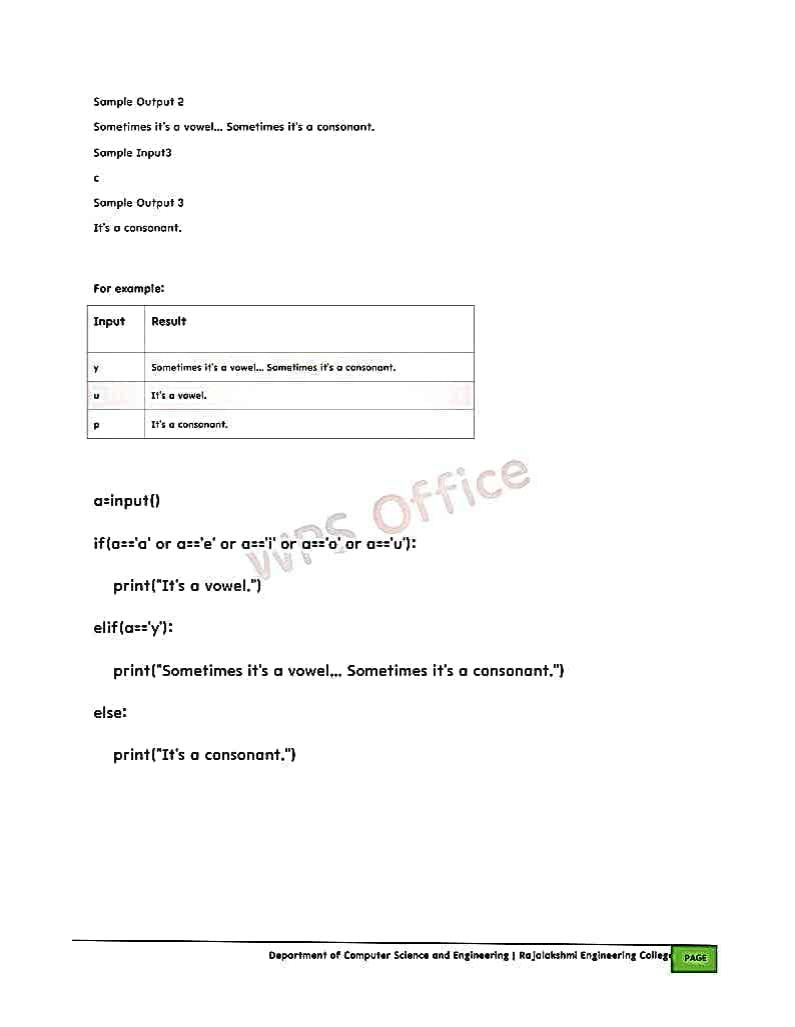 Sample Output 2
Sometimes it's a vowel... Sometimes it's a consonant.
Sample Input3
c
Sample Output 3
It's a consonant.
For example:
Input Result
y Sometimes it's a vowel... Sometimes it's a consonant.
u It's a vowel.
p It's a consonant.
WPS Office
a=input()
if(a=='a' or a=='e' or a=='i' or a=='o' or a=='u'):
print("It's a vowel.")
elif(a=='y'):
print("Sometimes it's a vowel... Sometimes it's a consonant.")
else:
print("It's a consonant.")
Department of Computer Science and Engineering | Rajalakshmi Engineering College PAGE